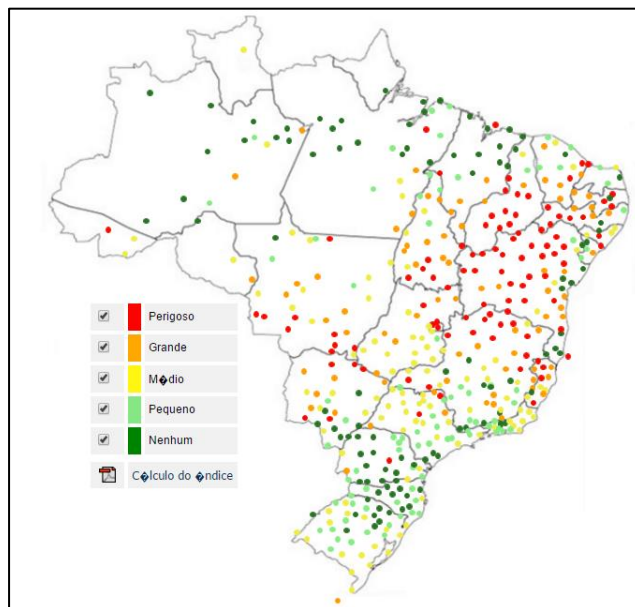 Perigoso
Grande
M�dio
Pequeno
Nenhum
C�lculo do �ndice